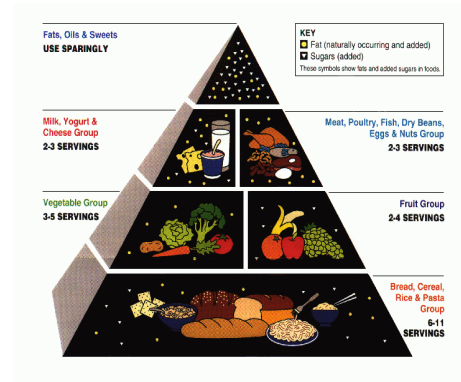 Fats, Oils & Sweets
USE SPARINGLY
KEY
Fat (naturally occurring and added)
Sugars (added)
These symbols show fats and added sugars in foods.
Milk, Yogurt &
Cheese Group
2-3 SERVINGS
Meat, Poultry, Fish, Dry Beans,
Eggs & Nuts Group
2-3 SERVINGS
Vegetable Group
3-5 SERVINGS
Fruit Group
2-4 SERVINGS
Bread, Cereal,
Rice & Pasta
Group
6-11
SERVINGS